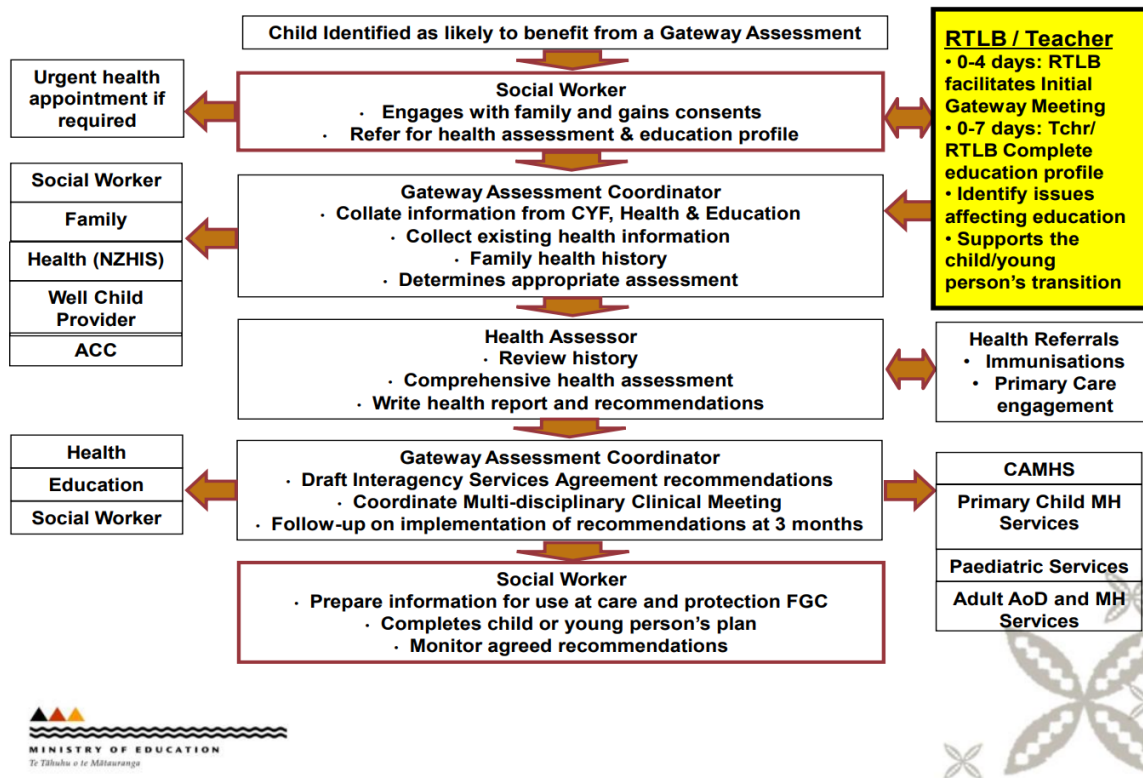 Child Identified as likely to benefit from a Gateway Assessment
Urgent health
appointment if
required
Social Worker
• Engages with family and gains consents
• Refer for health assessment & education profile
RTLB / Teacher
• 0-4 days: RTLB
facilitates Initial
Gateway Meeting
• 0-7 days: Tchr/
RTLB Complete
education profile
• Identify issues
affecting education
• Supports the
child/young
person's transition
Social Worker
Family
Health (NZHIS)
Well Child
Provider
ACC
Gateway Assessment Coordinator
• Collate information from CYF, Health & Education
• Collect existing health information
• Family health history
• Determines appropriate assessment
Health Assessor
• Review history
• Comprehensive health assessment
• Write health report and recommendations
Health Referrals
• Immunisations
• Primary Care
engagement
Health
Education
Social Worker
Gateway Assessment Coordinator
• Draft Interagency Services Agreement recommendations
• Coordinate Multi-disciplinary Clinical Meeting
• Follow-up on implementation of recommendations at 3 months
CAMHS
Primary Child MH
Services
Paediatric Services
Adult AoD and MH
Services
Social Worker
• Prepare information for use at care and protection FGC
• Completes child or young person's plan
• Monitor agreed recommendations
MINISTRY OF EDUCATION
Te Tāhuhu o te Mātauranga